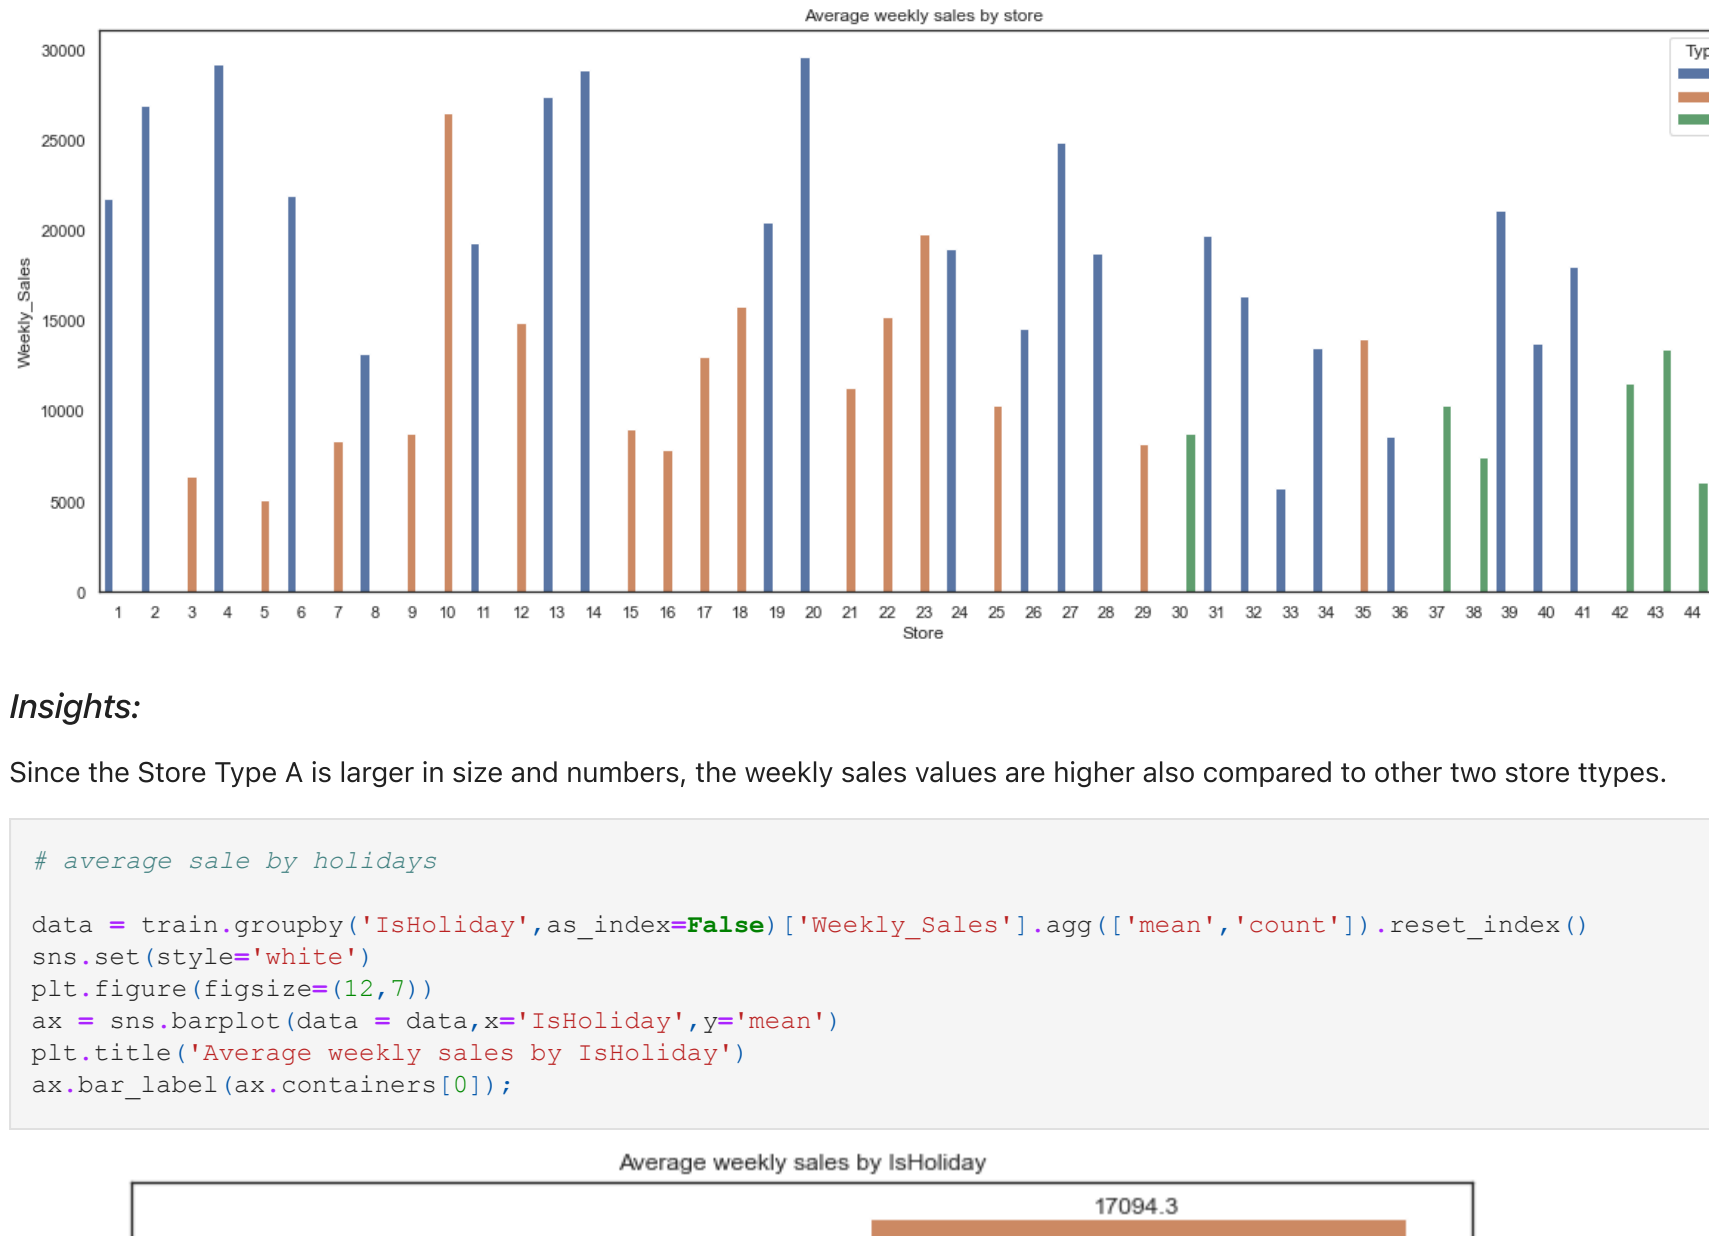 Average weekly sales by store
30000
25000
20000
15000
10000
5000
0
Weekly_Sales
Typ
1 2 3 4 5 6 7 8 9 10 11 12 13 14 15 16 17 18 19 20 21 22 23 24 25 26 27 28 29 30 31 32 33 34 35 36 37 38 39 40 41 42 43 44
Store
Insights:
Since the Store Type A is larger in size and numbers, the weekly sales values are higher also compared to other two store ttypes.
# average sale by holidays
data = train.groupby('IsHoliday',as_index=False)['Weekly_Sales'].agg(['mean','count']).reset_index()
sns.set(style='white')
plt.figure(figsize=(12,7))
ax = sns.barplot(data = data,x='IsHoliday',y='mean')
plt.title('Average weekly sales by IsHoliday')
ax.bar_label(ax.containers[0]);
Average weekly sales by IsHoliday
17094.3